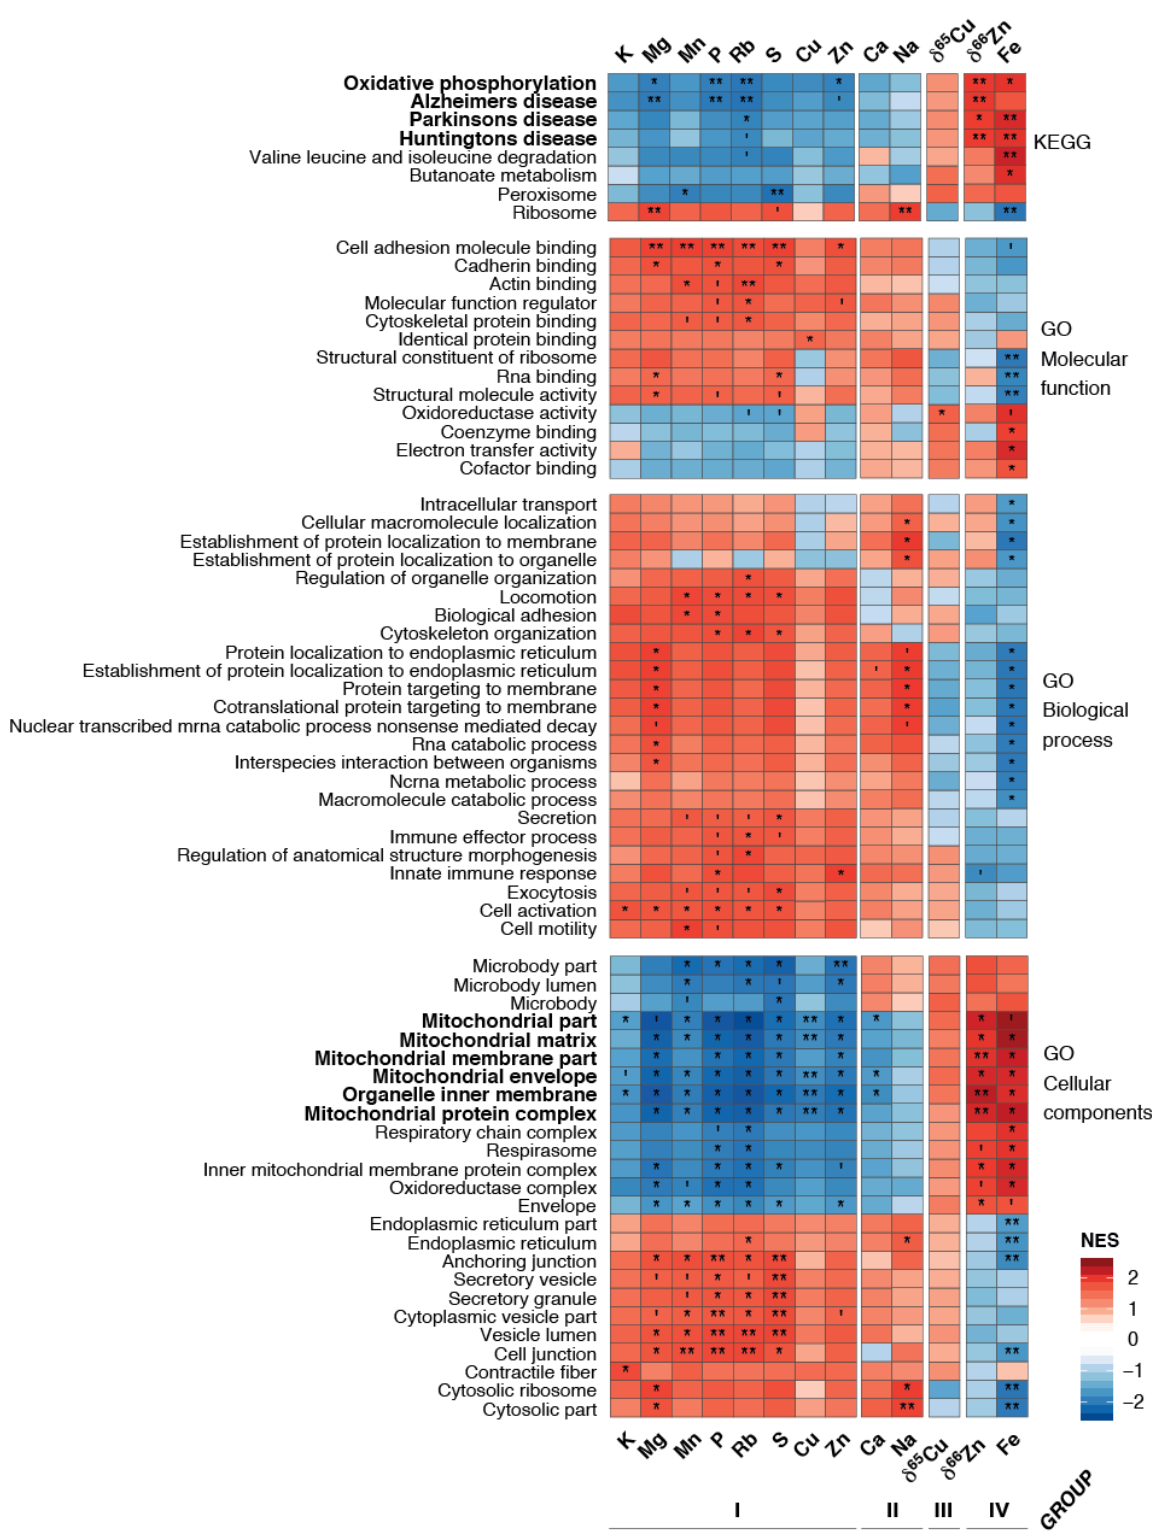 K Mg Mn P Rb S Cu Zn Ca Na δ65Cu δ66Zn Fe
Oxidative phosphorylation * ** ** * ** *
Alzheimers disease ** ** ** ' **
Parkinsons disease * * **
Huntingtons disease ' ** **
KEGG
Valine leucine and isoleucine degradation ' **
Butanoate metabolism *
Peroxisome * **
Ribosome ** ' ** **
Cell adhesion molecule binding ** ** ** ** ** * '
Cadherin binding * * *
Actin binding * ' **
Molecular function regulator ' * '
Cytoskeletal protein binding ' ' *
GO
Identical protein binding *
Structural constituent of ribosome **
Molecular
Rna binding * * **
function
Structural molecule activity * ' ' **
Oxidoreductase activity ' ' * '
Coenzyme binding *
Electron transfer activity *
Cofactor binding *
Intracellular transport *
Cellular macromolecule localization * *
Establishment of protein localization to membrane * *
Establishment of protein localization to organelle * *
Regulation of organelle organization *
Locomotion * * * *
Biological adhesion * *
Cytoskeleton organization * * *
Protein localization to endoplasmic reticulum * ' *
Establishment of protein localization to endoplasmic reticulum * ' * *
GO
Protein targeting to membrane * * *
Cotranslational protein targeting to membrane * * *
Biological
Nuclear transcribed mrna catabolic process nonsense mediated decay ' ' *
process
Rna catabolic process * *
Interspecies interaction between organisms * *
Ncrna metabolic process *
Macromolecule catabolic process *
Secretion ' ' ' *
Immune effector process ' * '
Regulation of anatomical structure morphogenesis ' *
Innate immune response * * '
Exocytosis ' ' ' *
Cell activation * * * * * *
Cell motility * '
Microbody part * * * * **
Microbody lumen * * ' *
Microbody ' *
Mitochondrial part * ' * * * * ** * * * '
Mitochondrial matrix * * * * * ** * * *
Mitochondrial membrane part * * * * * ** *
GO
Mitochondrial envelope ' * * * * * ** * * * *
Cellular
Organelle inner membrane * * * * * * ** * * ** *
components
Mitochondrial protein complex * * * * * ** * ** *
Respiratory chain complex ' * *
Respirasome * * ' *
Inner mitochondrial membrane protein complex * * * * ' * *
Oxidoreductase complex * ' * * ' *
Envelope * * * * * * * '
Endoplasmic reticulum part **
Endoplasmic reticulum * * **
Anchoring junction * * ** * ** **
Secretory vesicle ' ' * ' **
Secretory granule ' * * **
Cytoplasmic vesicle part ' * ** * ** '
Vesicle lumen * * ** ** **
Cell junction * ** ** ** * **
Contractile fiber *
Cytosolic ribosome * * **
Cytosolic part * ** **
NES
2
1
0
−1
−2
K Mg Mn P Rb S Cu Zn Ca Na δ65Cu δ66Zn Fe
I II III IV GROUP